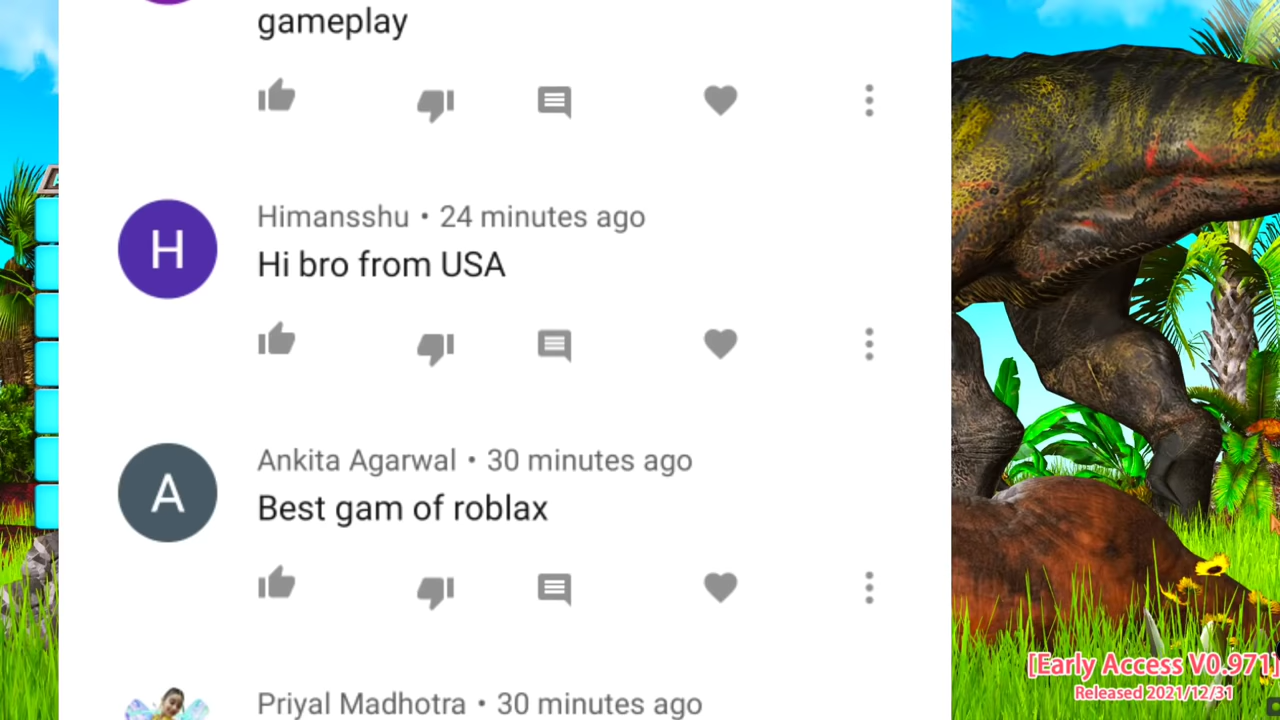 gameplay
Himansshu • 24 minutes ago
H
Hi bro from USA
Ankita Agarwal • 30 minutes ago
A
Best gam of roblax
Priyal Madhotra • 30 minutes ago
[Early Access V0.971]
Released 2021/12/31